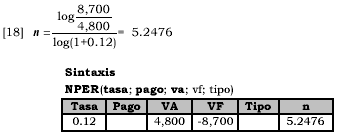 [18] n = log 8,700 / 4,800 / log(1+0.12) = 5.2476
Sintaxis
NPER(tasa; pago; va; vf; tipo)
Tasa Pago VA VF Tipo n
0.12 4,800 -8,700 5.2476